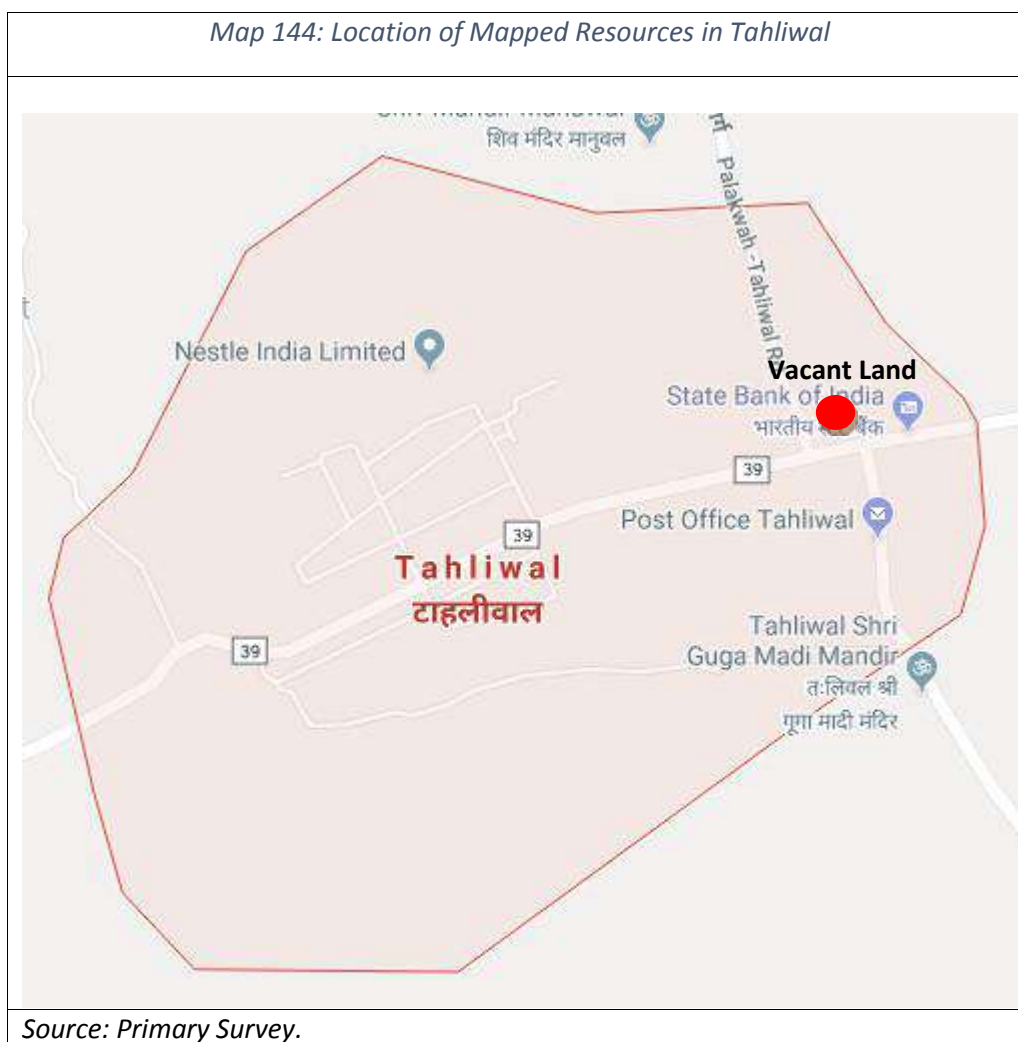 Map 144: Location of Mapped Resources in Tahliwal
शिव मंदिर मानुवल
Palakwah -Tahliwal R
Nestle India Limited
Vacant Land
State Bank of India
भारतीय बैंक
39
Post Office Tahliwal
39
Tahliwal
टाहलीवाल
39
Tahliwal Shri
Guga Madi Mandir
त:लिवल श्री
गूगा मादी मंदिर
Source: Primary Survey.